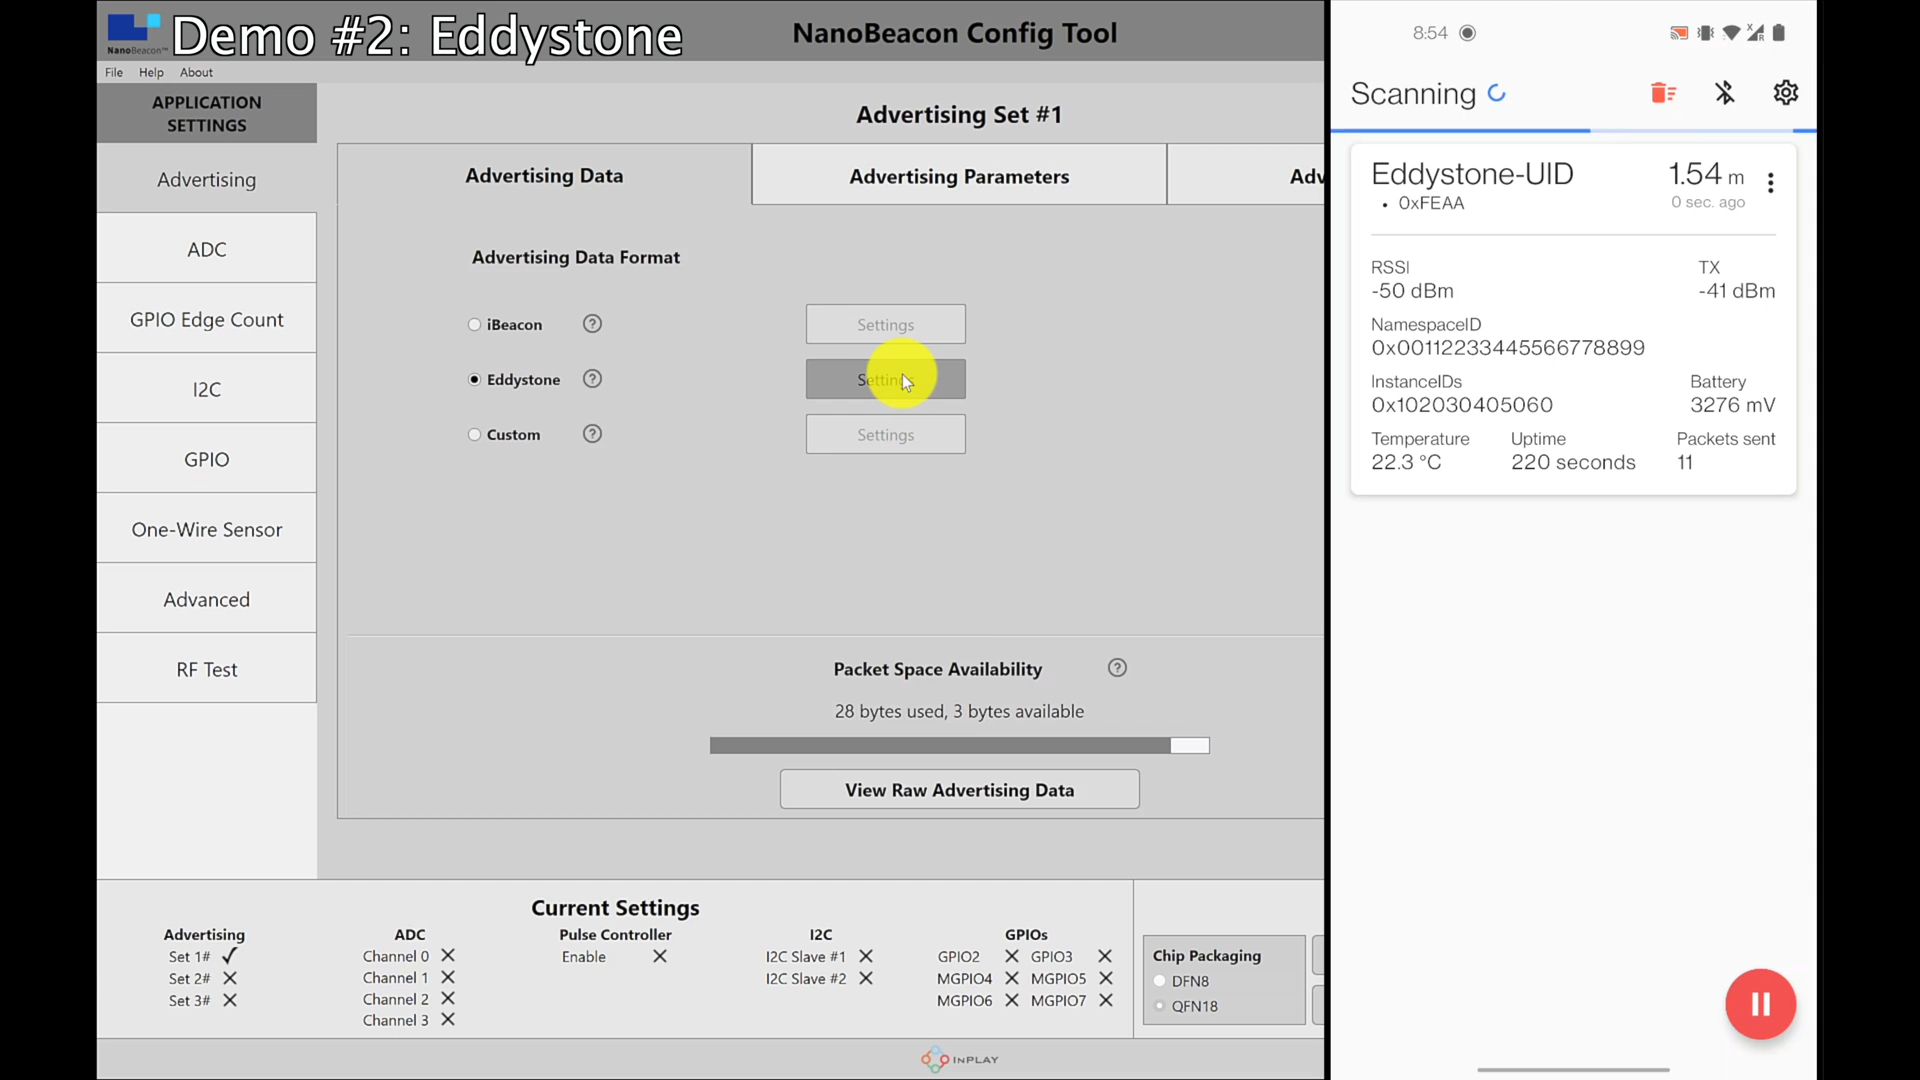 NanoBeacon™
Demo #2: Eddystone
NanoBeacon Config Tool
File Help About
APPLICATION
SETTINGS
Advertising
ADC
GPIO Edge Count
I2C
GPIO
One-Wire Sensor
Advanced
RF Test
Advertising Set #1
Advertising Data
Advertising Parameters
Adv
Advertising Data Format
iBeacon ? Settings
Eddystone ? Settings
Custom ? Settings
Packet Space Availability ?
28 bytes used, 3 bytes available
View Raw Advertising Data
Current Settings
Advertising
Set 1#
Set 2#
Set 3#
ADC
Channel 0
Channel 1
Channel 2
Channel 3
Pulse Controller
Enable
I2C
I2C Slave #1
I2C Slave #2
GPIOs
GPIO2 GPIO3
MGPIO4 MGPIO5
MGPIO6 MGPIO7
Chip Packaging
DFN8
QFN18
INPLAY
8:54
Scanning
Eddystone-UID 1.54 m
• 0xFEAA 0 sec. ago
RSSI TX
-50 dBm -41 dBm
NamespaceID
0x00112233445566778899
InstanceIDs Battery
0x102030405060 3276 mV
Temperature Uptime Packets sent
22.3 °C 220 seconds 11